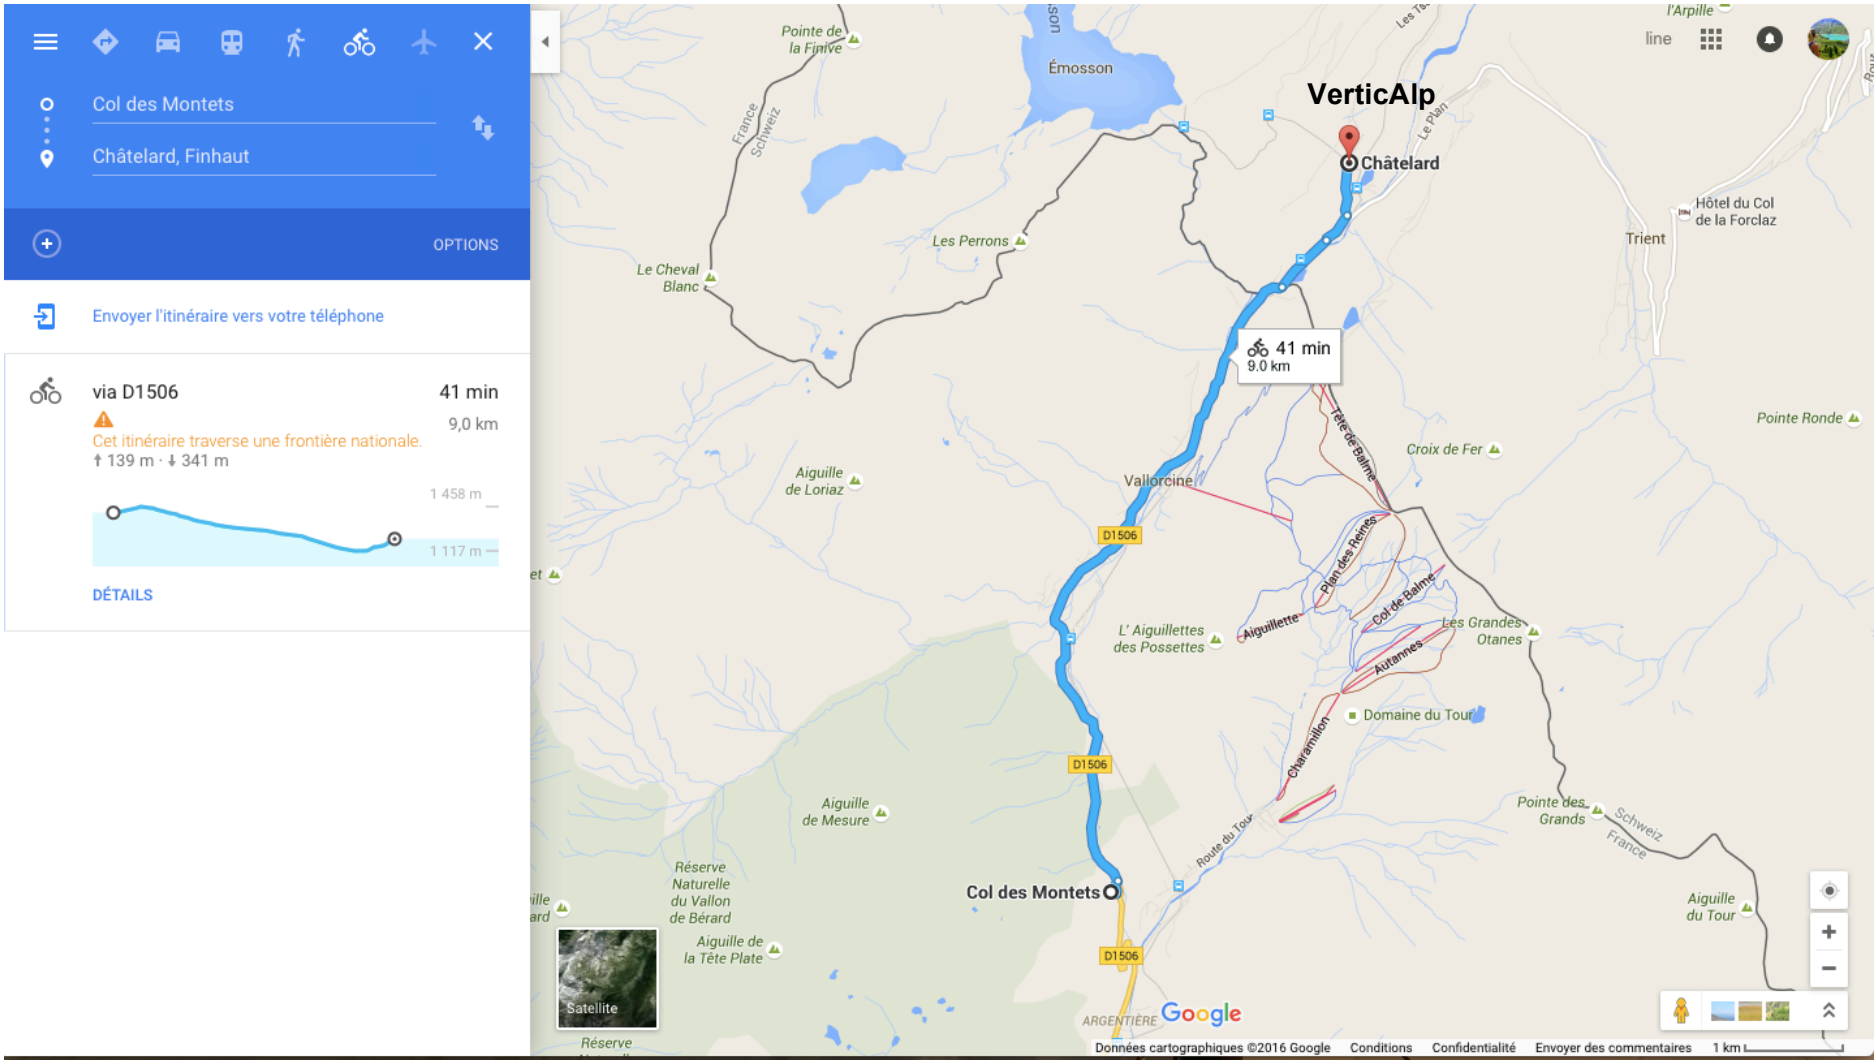 Col des Montets
Châtelard, Finhaut
OPTIONS
Envoyer l'itinéraire vers votre téléphone
via D1506
41 min
9,0 km
Cet itinéraire traverse une frontière nationale.
139 m · 341 m
1 458 m
1 117 m
DÉTAILS
Pointe de
la Finive
Émosson
VerticAlp
Les
l'Arpille
line
Le Plan
Châtelard
France
Schweiz
Hôtel du Col
de la Forclaz
Trient
Les Perrons
Le Cheval
Blanc
41 min
9.0 km
Tête de Balme
Pointe Ronde
Croix de Fer
Aiguille
de Loriaz
Vallorcine
D1506
Plan des Reines
et
Col de Balme
L' Aiguillettes
des Possettes
Aiguillette
Les Grandes
Otanes
Autannes
Domaine du Tour
Charamillon
D1506
Aiguille
de Mesure
Route du Tour
Pointe des
Grands
Schweiz
France
Réserve
Naturelle
du Vallon
de Bérard
Col des Montets
ille
ard
Aiguille
du Tour
Aiguille de
la Tête Plate
D1506
Satellite
ARGENTIÈRE
Google
Réserve
Données cartographiques ©2016 Google
Conditions
Confidentialité
Envoyer des commentaires
1 km